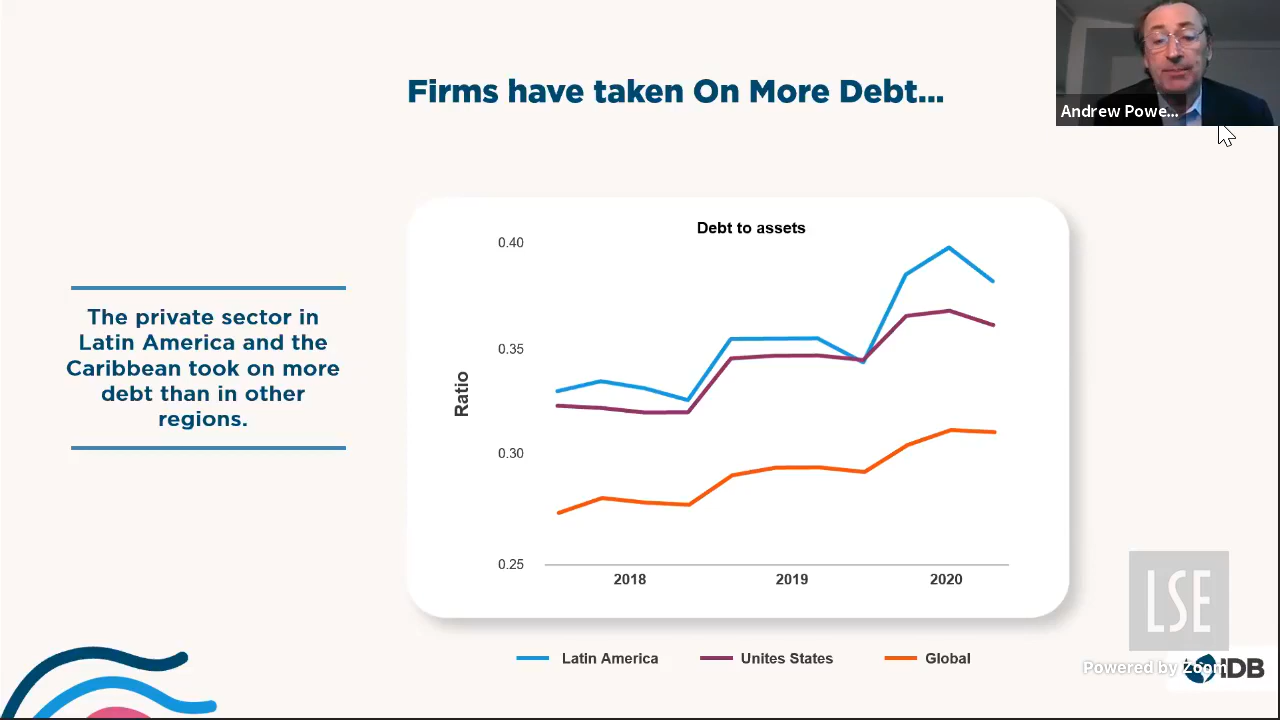 Firms have taken On More Debt...
Andrew Powe...
The private sector in
Latin America and the
Caribbean took on more
debt than in other
regions.
Debt to assets
Ratio
0.40
0.35
0.30
0.25
2018 2019 2020
Latin America Unites States Global
LSE
Powered by Zoom
IDB